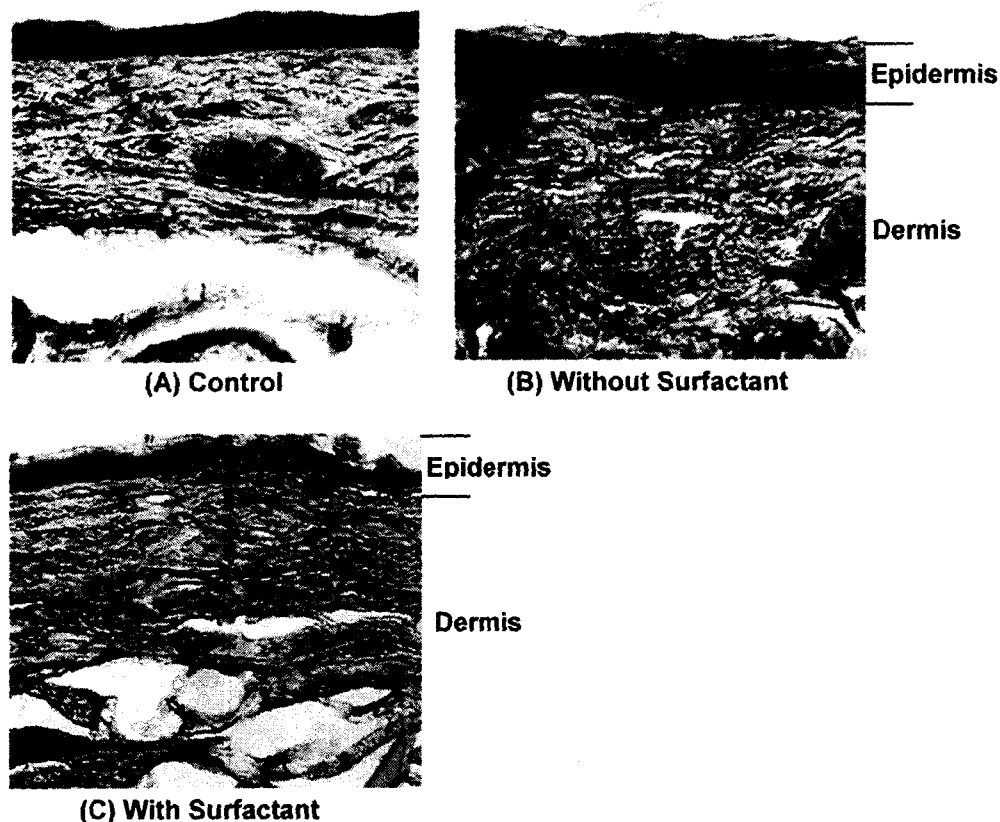 Epidermis
Dermis
(A) Control
(B) Without Surfactant
Epidermis
Dermis
(C) With Surfactant